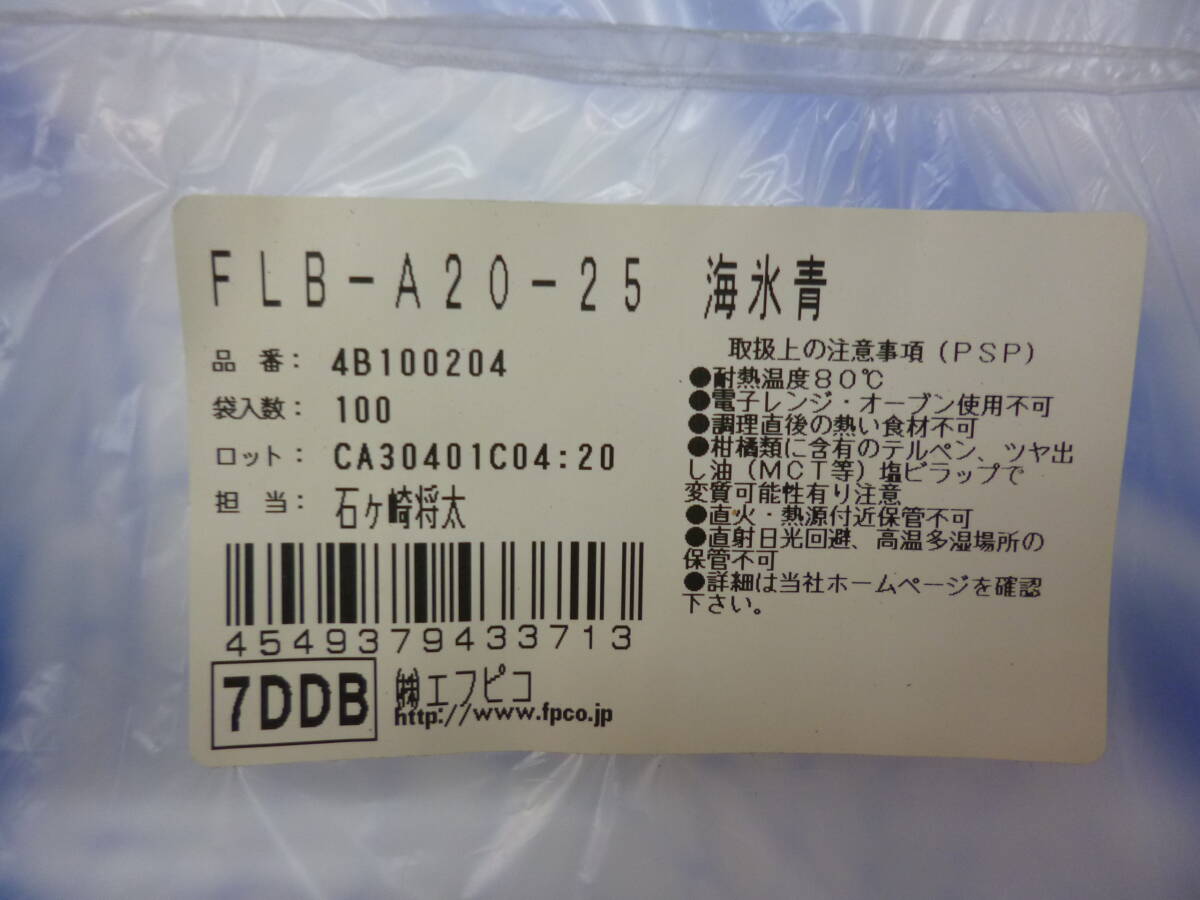 FLB-A20-25 海氷青
品番: 4B100204
袋入数: 100
ロット: CA30401C04:20
担当: 石ヶ崎将太
4549379433713
7DDB
㈱エフピコ
http://www.fpco.jp
取扱上の注意事項(PSP)
●耐熱温度80℃
●電子レンジ・オーブン使用不可
●調理直後の熱い食材不可
●柑橘類に含有のテルペン、ツヤ出
し油(MCT等)塩ビラップで
変質可能性有り注意
●直火・熱源付近保管不可
●直射日光回避、高温多湿場所の
保管不可
●詳細は当社ホームページを確認
下さい。